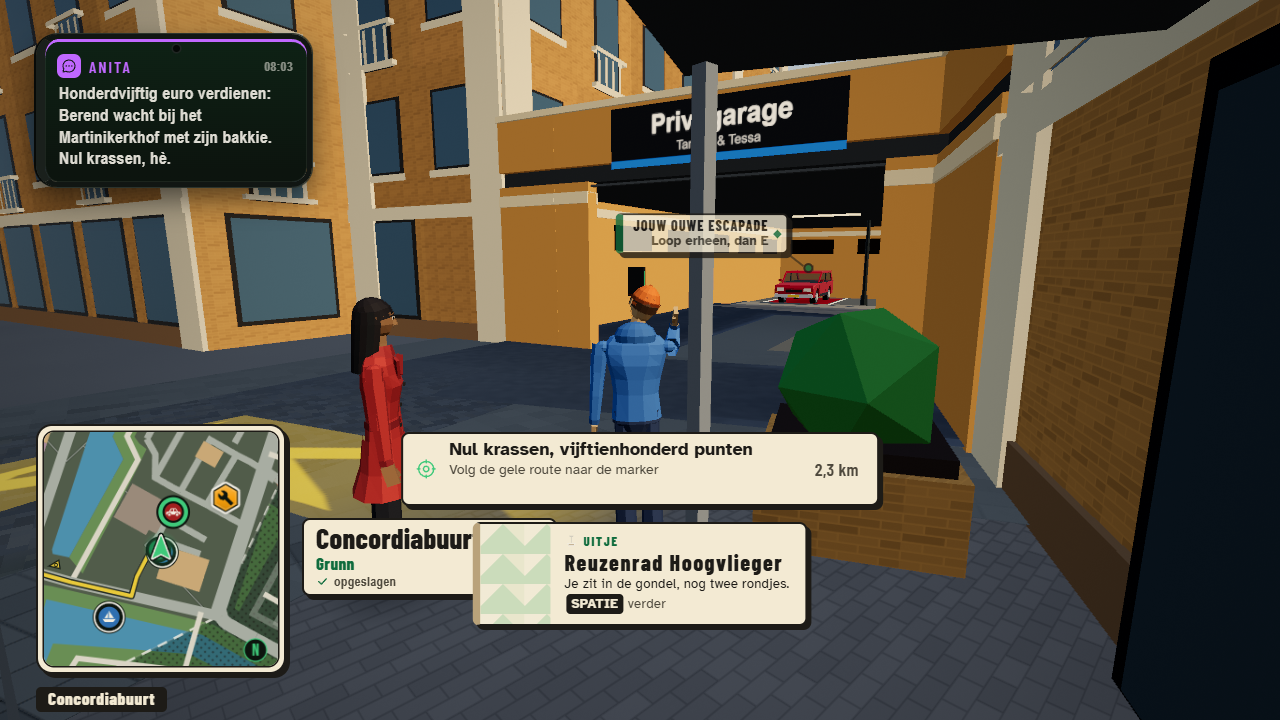 ANITA
08:03
Honderdvijftig euro verdienen:
Berend wacht bij het
Martinikerkhof met zijn bakkie.
Nul krassen, hè.
garage
& Tessa
JOUW OUWE ESCAPADE
Loop erheen, dan E
Nul krassen, vijftienhonderd punten
Volg de gele route naar de marker
2,3 km
Grunn
opgeslagen
UITJE
Reuzenrad Hoogvlieger
Je zit in de gondel, nog twee rondjes.
SPATIE verder
N
Concordiabuurt